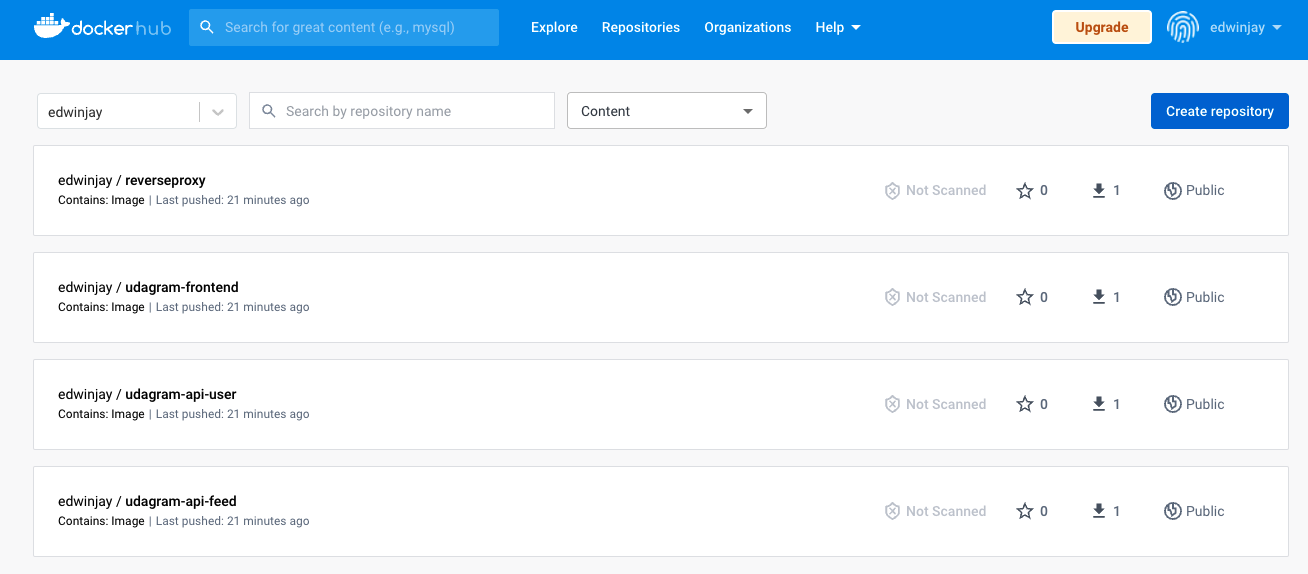 docker hub Search for great content (e.g., mysql) Explore Repositories Organizations Help Upgrade edwinjay
edwinjay Search by repository name Content Create repository
edwinjay / reverseproxy
Contains: Image | Last pushed: 21 minutes ago Not Scanned 0 1 Public
edwinjay / udagram-frontend
Contains: Image | Last pushed: 21 minutes ago Not Scanned 0 1 Public
edwinjay / udagram-api-user
Contains: Image | Last pushed: 21 minutes ago Not Scanned 0 1 Public
edwinjay / udagram-api-feed
Contains: Image | Last pushed: 21 minutes ago Not Scanned 0 1 Public